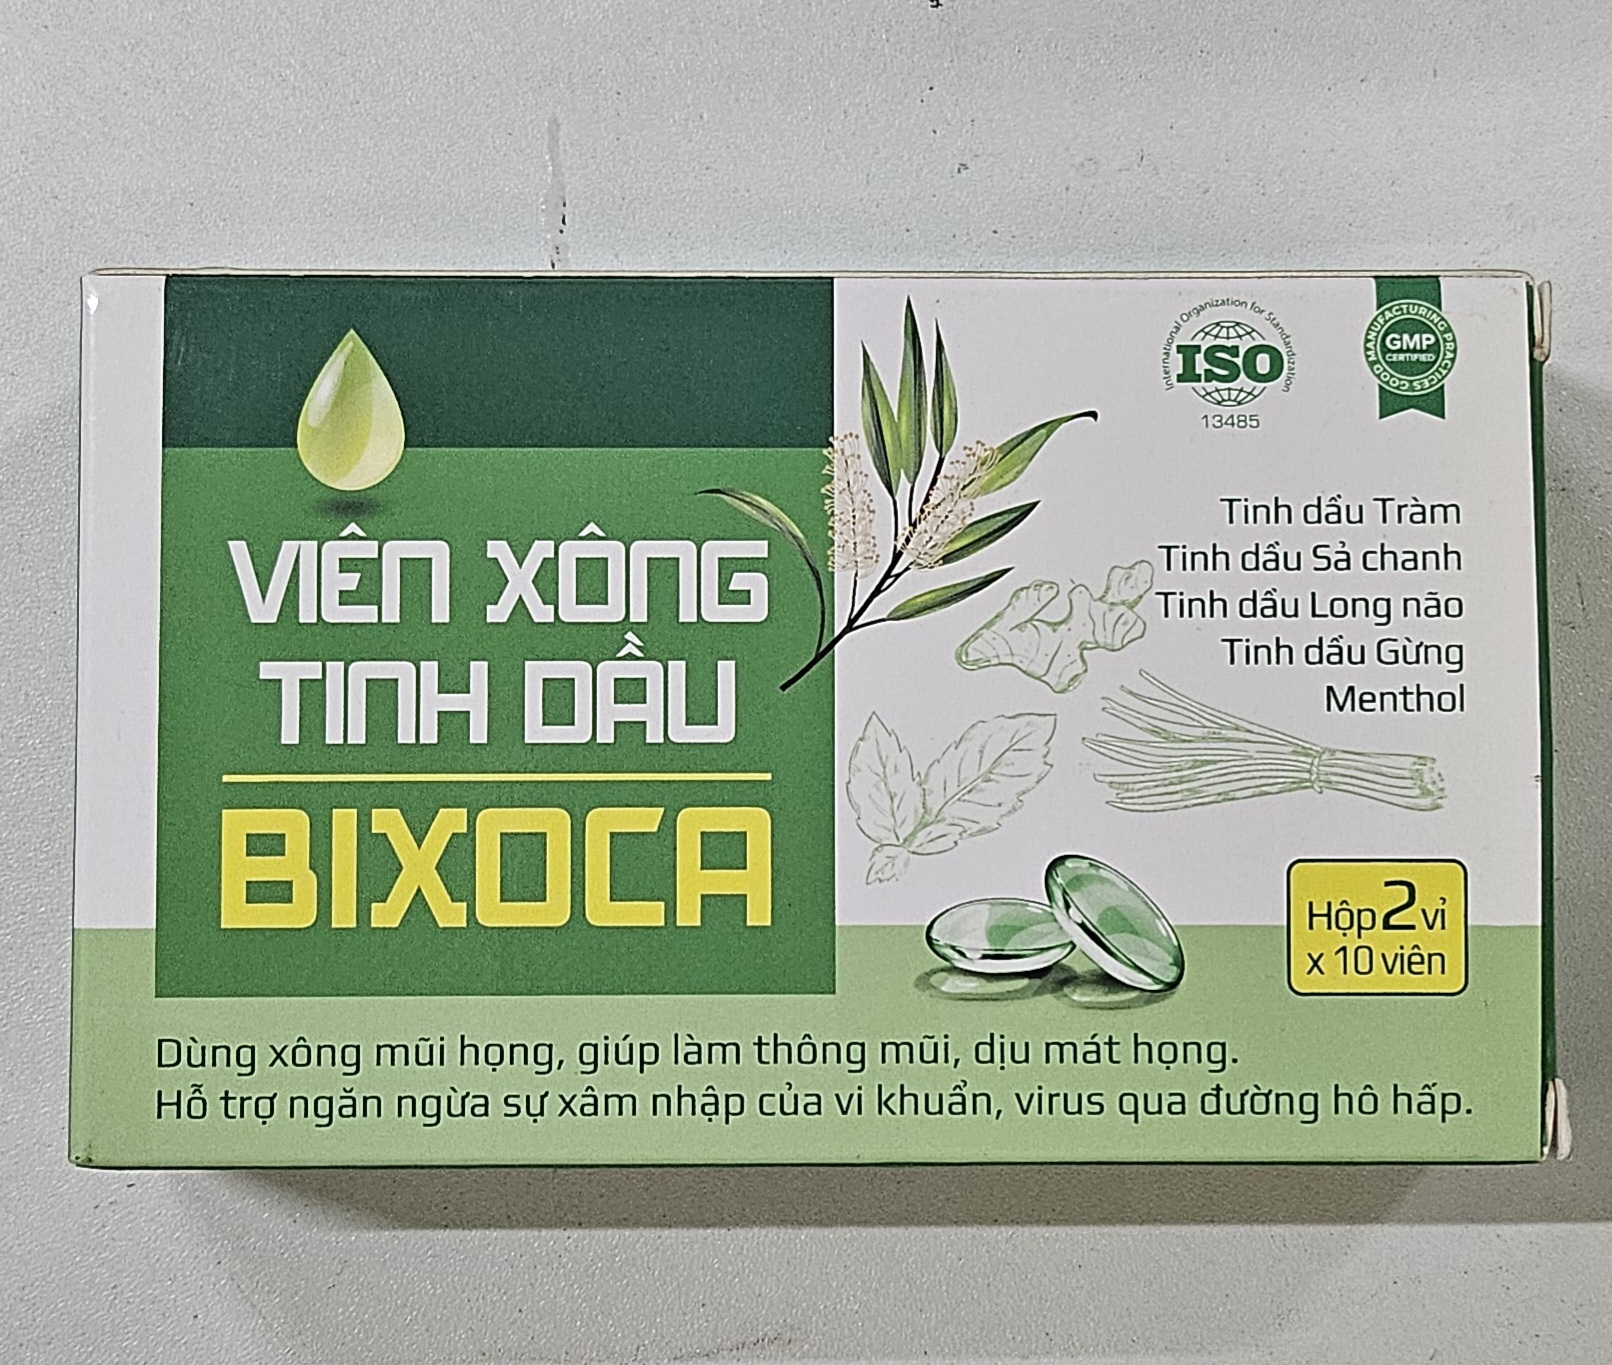 VIÊN XÔNG
TINH DẦU
BIXOCA
International Organization for Standardization
ISO
13485
GOOD MANUFACTURING PRACTICES
GMP
CERTIFIED
Tinh dầu Tràm
Tinh dầu Sả chanh
Tinh dầu Long não
Tinh dầu Gừng
Menthol
Hộp 2 vỉ
x 10 viên
Dùng xông mũi họng, giúp làm thông mũi, dịu mát họng.
Hỗ trợ ngăn ngừa sự xâm nhập của vi khuẩn, virus qua đường hô hấp.